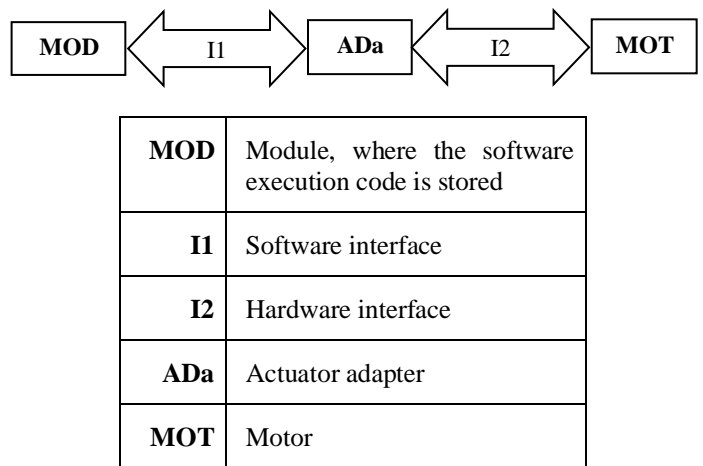 MOD I1 ADa I2 MOT
MOD Module, where the software
execution code is stored
I1 Software interface
I2 Hardware interface
ADa Actuator adapter
MOT Motor